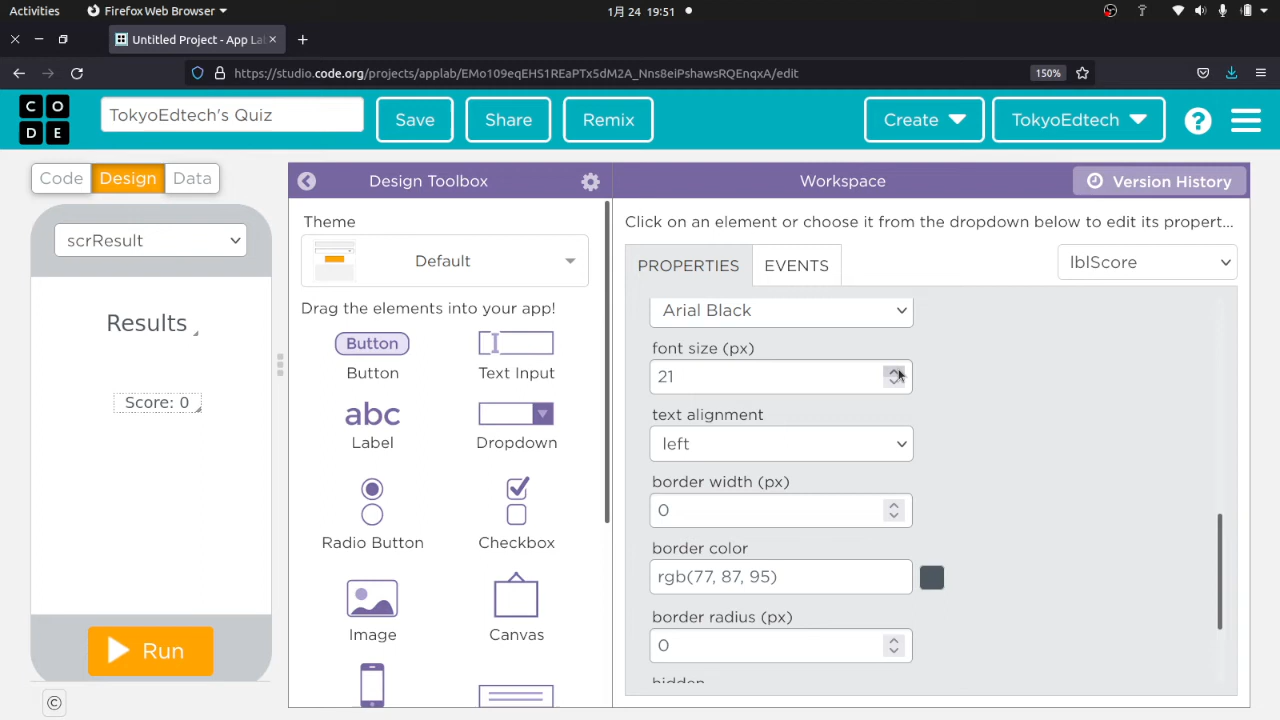 Activities
Firefox Web Browser
1月 24 19:51
Untitled Project - App La
https://studio.code.org/projects/applab/EMo109eqEHS1REaPTx5dM2A_Nns8eiPshawsRQEnqxA/edit
150%
C O
D E
TokyoEdtech's Quiz
Save
Share
Remix
Create
TokyoEdtech
?
Code
Design
Data
Design Toolbox
Workspace
Version History
scrResult
Results
Score: 0
Run
©
Theme
Default
Drag the elements into your app!
Button
Button
Text Input
abc
Label
Dropdown
Radio Button
Checkbox
Image
Canvas
Click on an element or choose it from the dropdown below to edit its propert...
PROPERTIES
EVENTS
lblScore
Arial Black
font size (px)
21
text alignment
left
border width (px)
0
border color
rgb(77, 87, 95)
border radius (px)
0
hidden